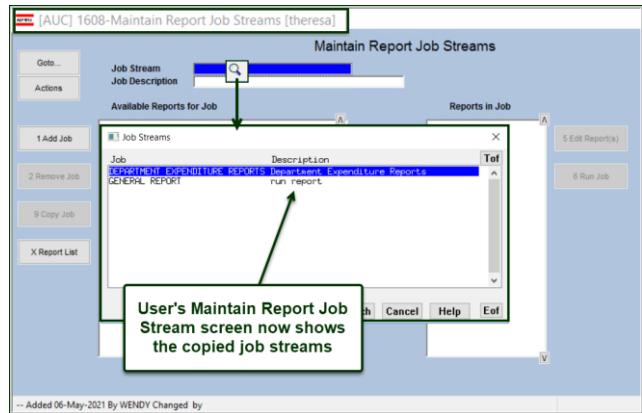 [AUC] 1608-Maintain Report Job Streams [theresa]
Maintain Report Job Streams
Goto...
Actions
Job Stream
Job Description
Available Reports for Job
Reports in Job
1 Add Job
2 Remove Job
9 Copy Job
X Report List
5 Edit Report(s)
6 Run Job
Job Streams
Job Description Tof
DEPARTMENT EXPENDITURE REPORTS Department Expenditure Reports
GENERAL REPORT run report
Cancel Help Eof
User's Maintain Report Job
Stream screen now shows
the copied job streams
-- Added 06-May-2021 By WENDY Changed by